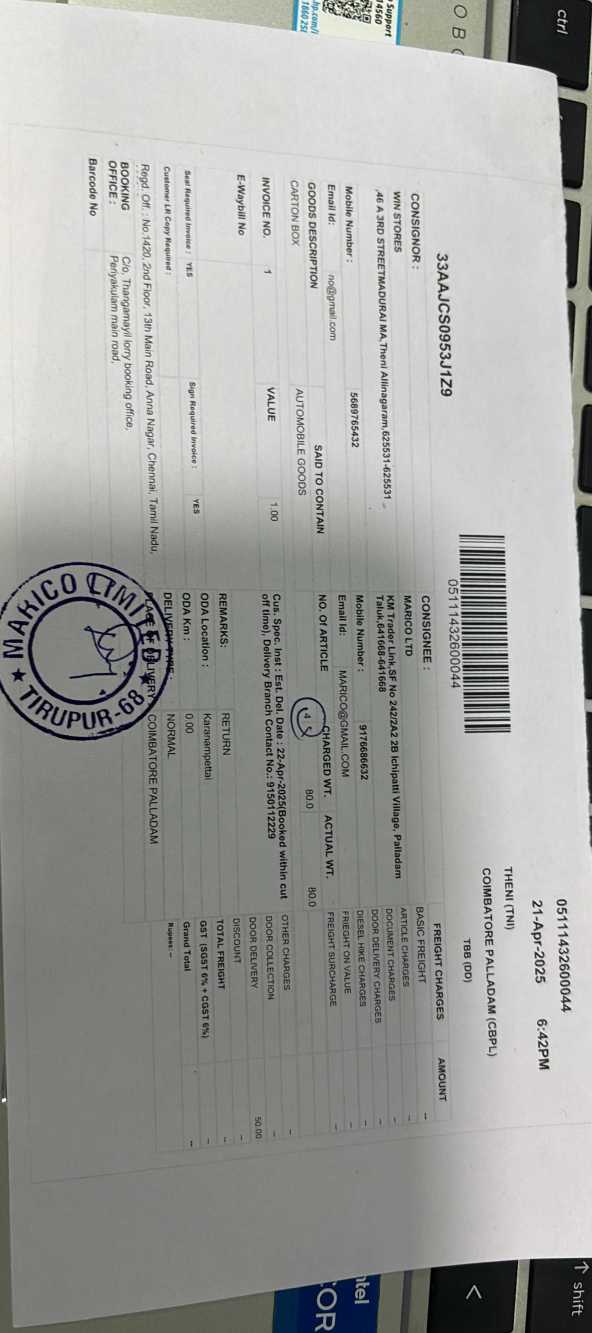 33AAJCS0953J1Z9
05111432600044
05111432600044
21-Apr-2025 6:42PM
THENI (TNI)
COIMBATORE PALLADAM (CBPL)
TBB (DD)
CONSIGNOR :
WIN STORES
,46 A 3RD STREETMADURAI MA,Theni Allinagaram,625531-625531
Mobile Number : 5689765432
Email Id: no@gmail.com
CONSIGNEE :
MARICO LTD
KM Trader Link,SF No 242/2A2 2B Ichipatti Village, Palladam
Taluk,641668-641668
Mobile Number : 9176686632
Email Id: MARICO@GMAIL.COM
GOODS DESCRIPTION SAID TO CONTAIN NO. Of ARTICLE CHARGED WT. ACTUAL WT.
CARTON BOX AUTOMOBILE GOODS 4 80.0 80.0
INVOICE NO. 1 VALUE 1.00
Cus. Spec. Inst : Est. Del. Date : 22-Apr-2025(Booked within cut
off time), Delivery Branch Contact No.: 9150112229
E-Waybill No
REMARKS: RETURN
ODA Location : Karanampettai
Seal Required Invoice : YES Sign Required Invoice : YES
ODA Km : 0.00
Customer LR Copy Required :
DELIVERY TYPE: NORMAL
PLACE OF DELIVERY COIMBATORE PALLADAM
FREIGHT CHARGES AMOUNT
BASIC FREIGHT --
ARTICLE CHARGES --
DOCUMENT CHARGES --
DOOR DELIVERY CHARGES --
DIESEL HIKE CHARGES --
FRIEGHT ON VALUE --
FREIGHT SURCHARGE --
OTHER CHARGES --
DOOR COLLECTION --
DOOR DELIVERY 50.00
DISCOUNT --
TOTAL FREIGHT --
GST (SGST 6% + CGST 6%) --
Grand Total --
Rupees: --
Regd. Off. : No.1420, 2nd Floor, 13th Main Road, Anna Nagar, Chennai, Tamil Nadu,
BOOKING OFFICE : C/o, Thangamayil lorry booking office,
Periyakulam main road,
Barcode No
MARICO LIMITED
TIRUPUR-68
ctrl
shift
Support
14560
hp.com/